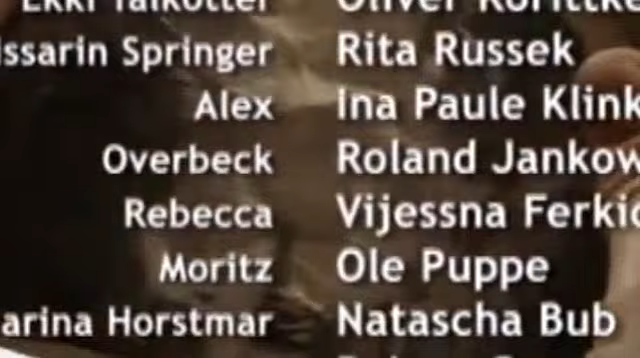 Oliver
issarin Springer Rita Russek
Alex Ina Paule Klink
Overbeck Roland Jankow
Rebecca Vijessna Ferkic
Moritz Ole Puppe
arina Horstmar Natascha Bub